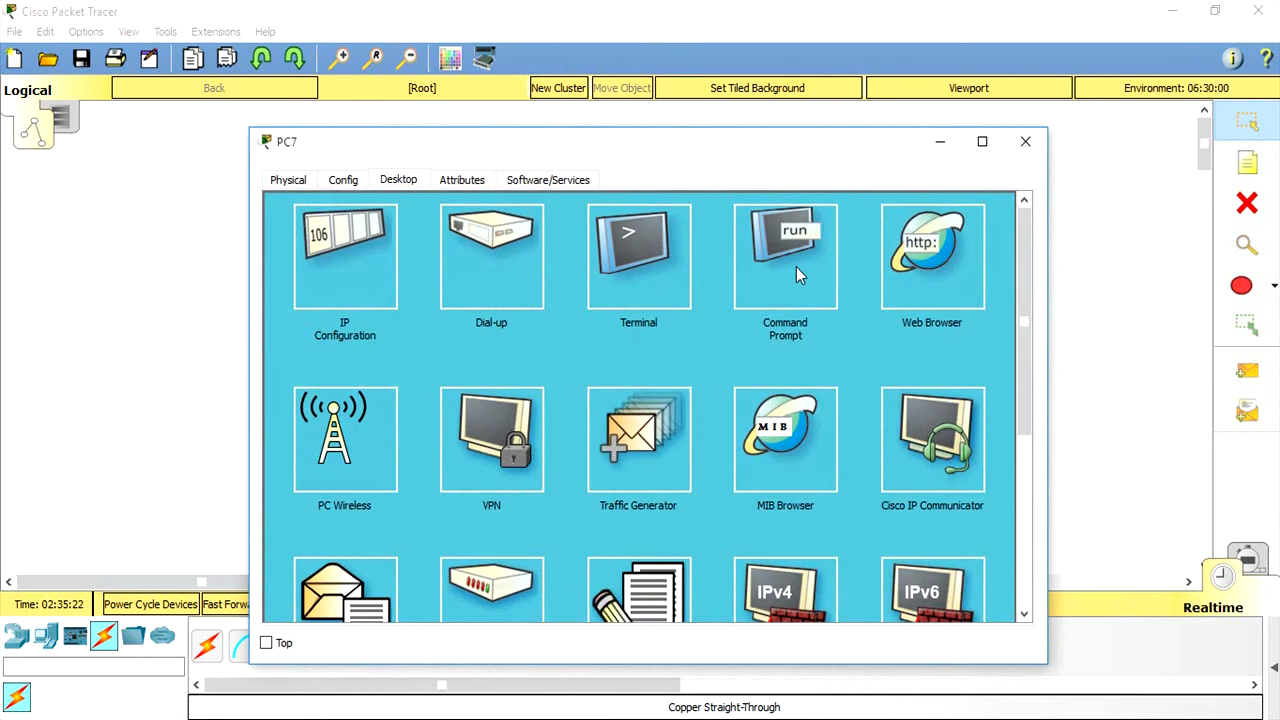 Cisco Packet Tracer
File Edit Options View Tools Extensions Help
Logical
Back
[Root]
New Cluster
Move Object
Set Tiled Background
Viewport
Environment: 06:30:00
PC7
Physical Config Desktop Attributes Software/Services
106
>
run
http:
IP
Configuration
Dial-up
Terminal
Command
Prompt
Web Browser
MIB
PC Wireless
VPN
Traffic Generator
MIB Browser
Cisco IP Communicator
IPv4
IPv6
Top
Time: 02:35:22
Power Cycle Devices
Fast Forw
Realtime
Copper Straight-Through